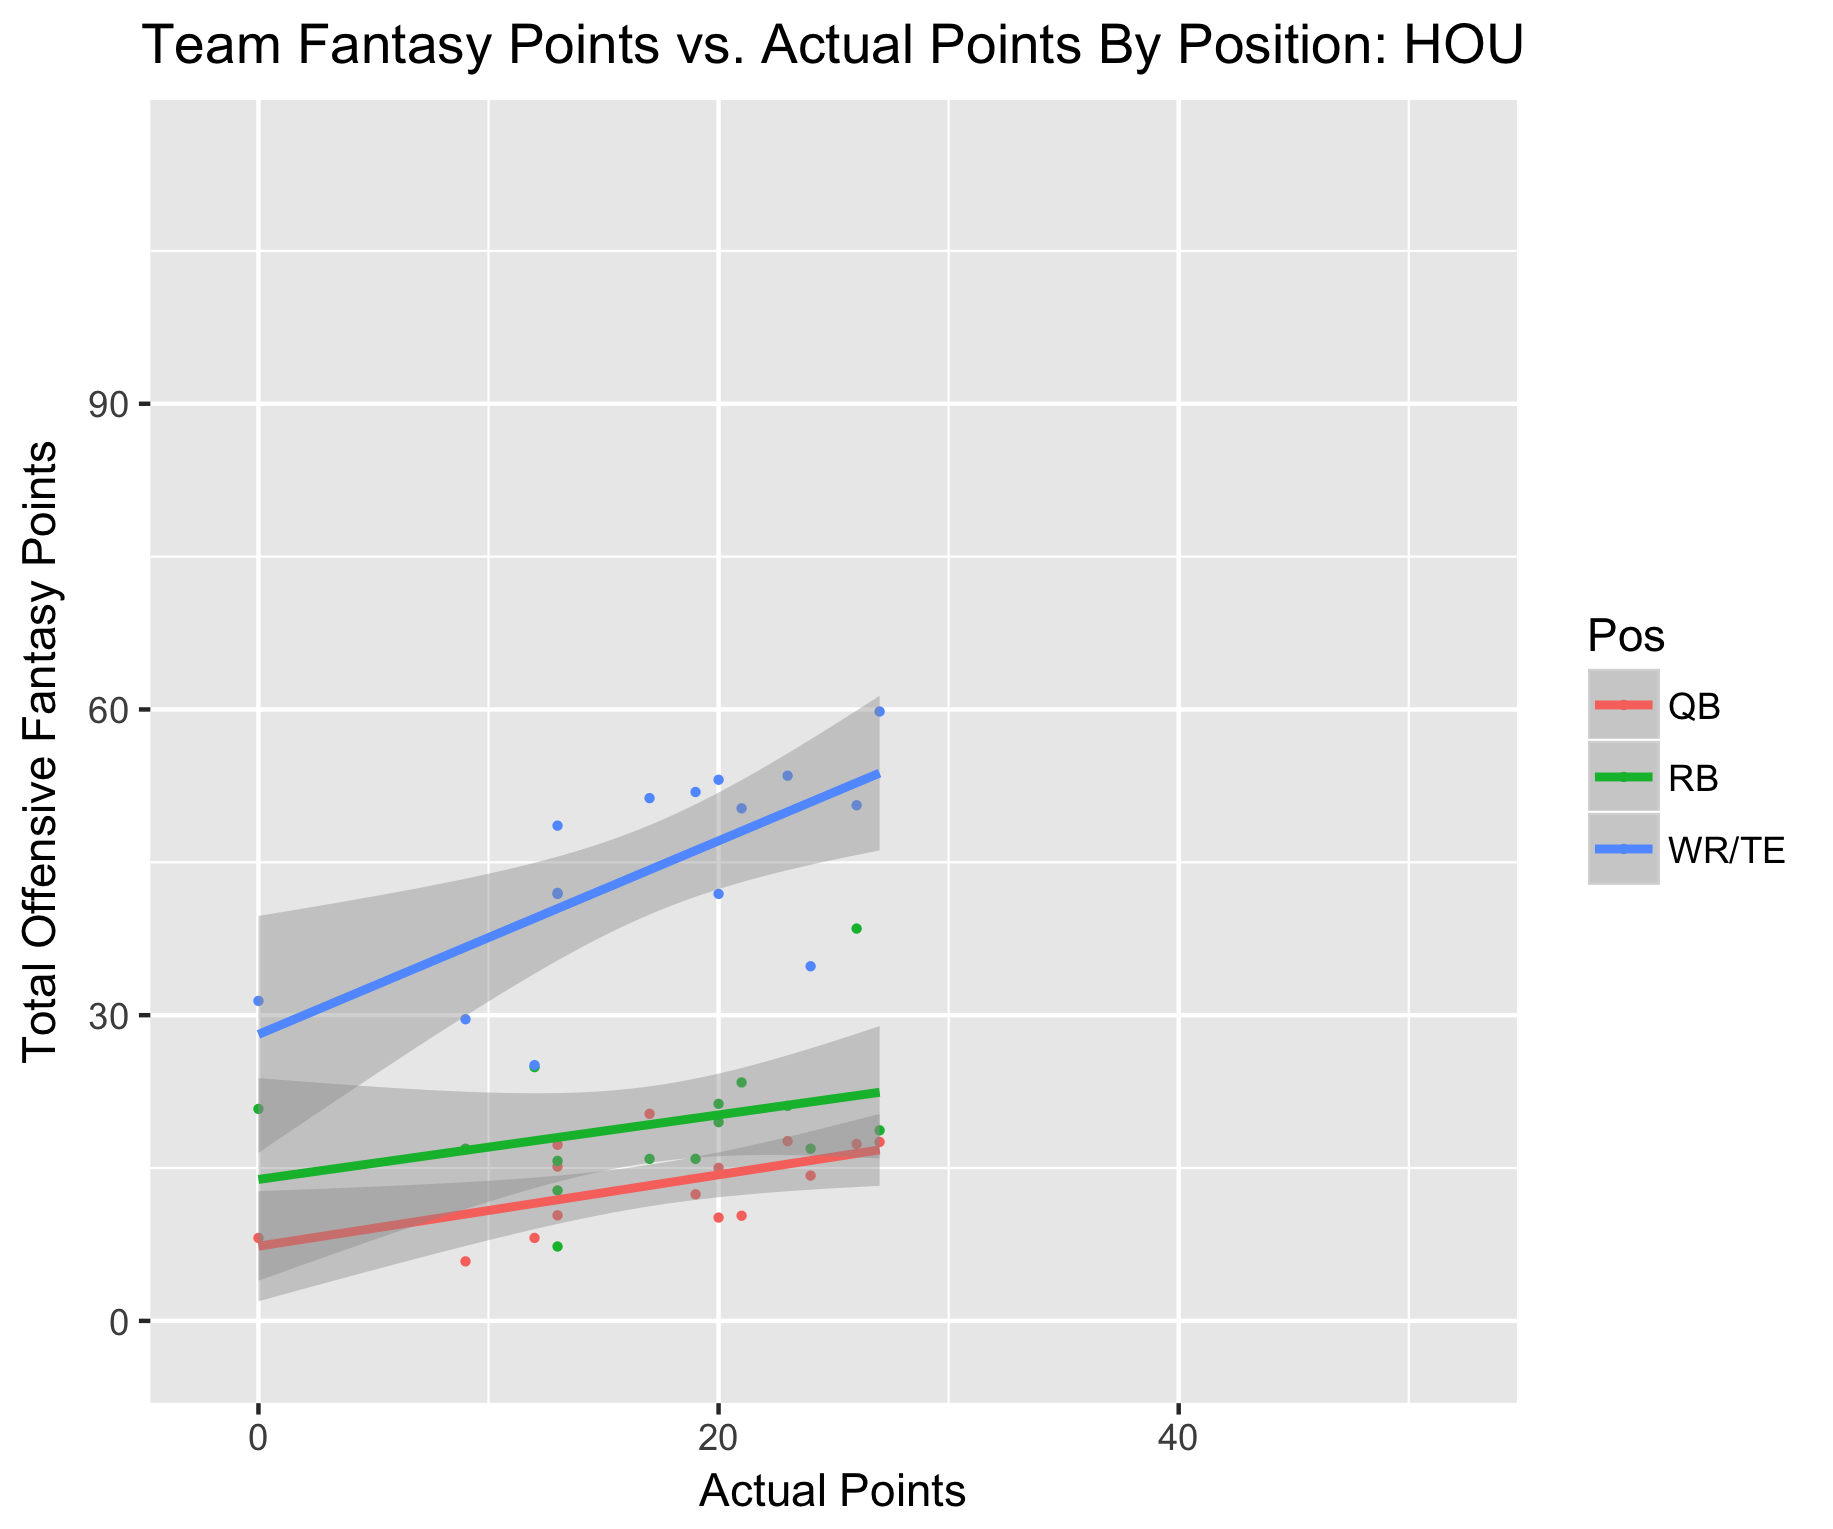 Team Fantasy Points vs. Actual Points By Position: HOU
Total Offensive Fantasy Points
90
60
30
0
0
20
40
Actual Points
Pos
QB
RB
WR/TE